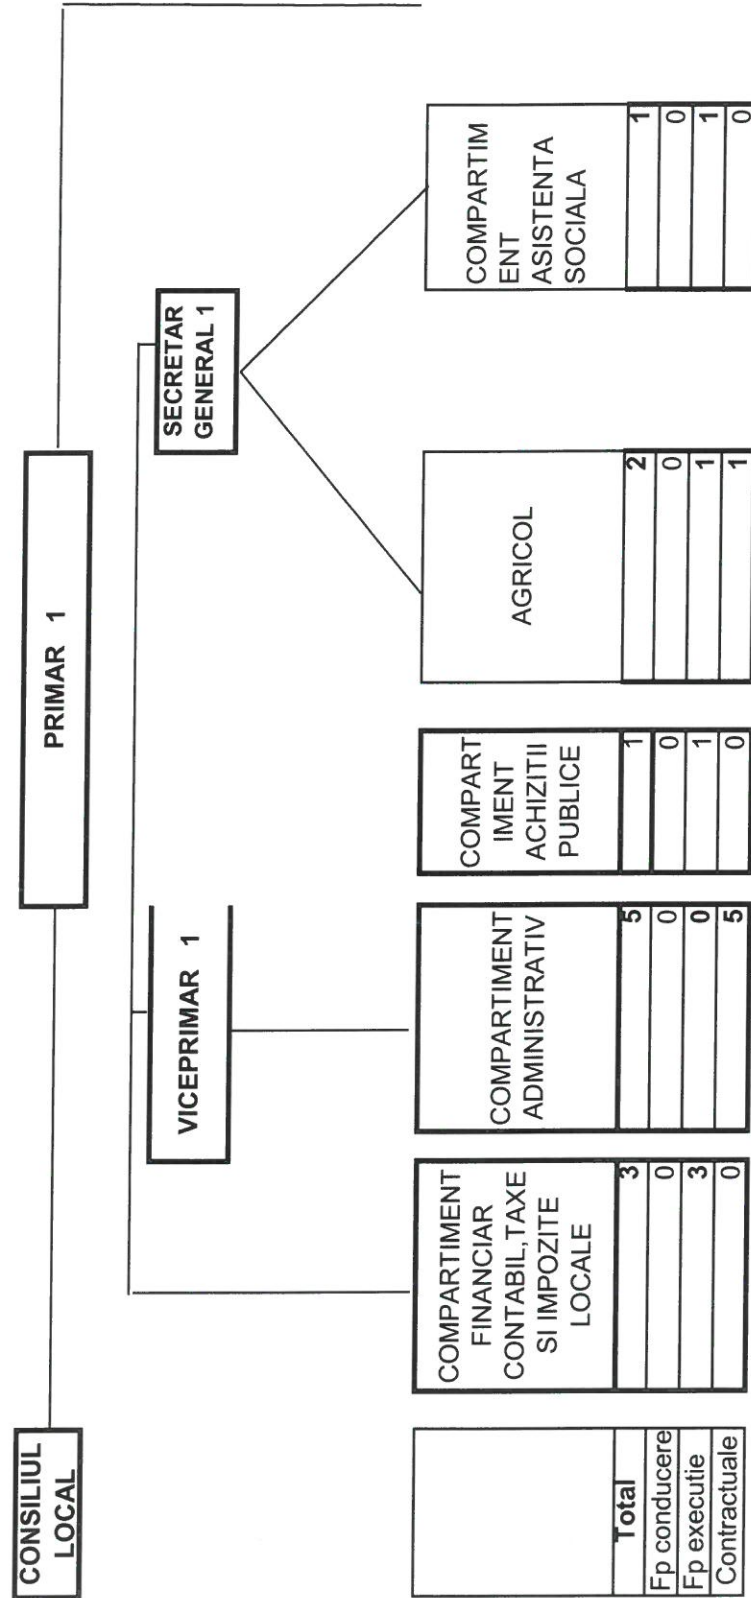 CONSILIUL
LOCAL
PRIMAR 1
VICEPRIMAR 1
SECRETAR
GENERAL 1
COMPARTIMENT
FINANCIAR
CONTABIL,TAXE
SI IMPOZITE
LOCALE
COMPARTIMENT
ADMINISTRATIV
COMPART
IMENT
ACHIZITII
PUBLICE
AGRICOL
COMPARTIM
ENT
ASISTENTA
SOCIALA
Total 3 5 1 2 1
Fp conducere 0 0 0 0 0
Fp executie 3 0 1 1 1
Contractuale 0 5 0 1 0